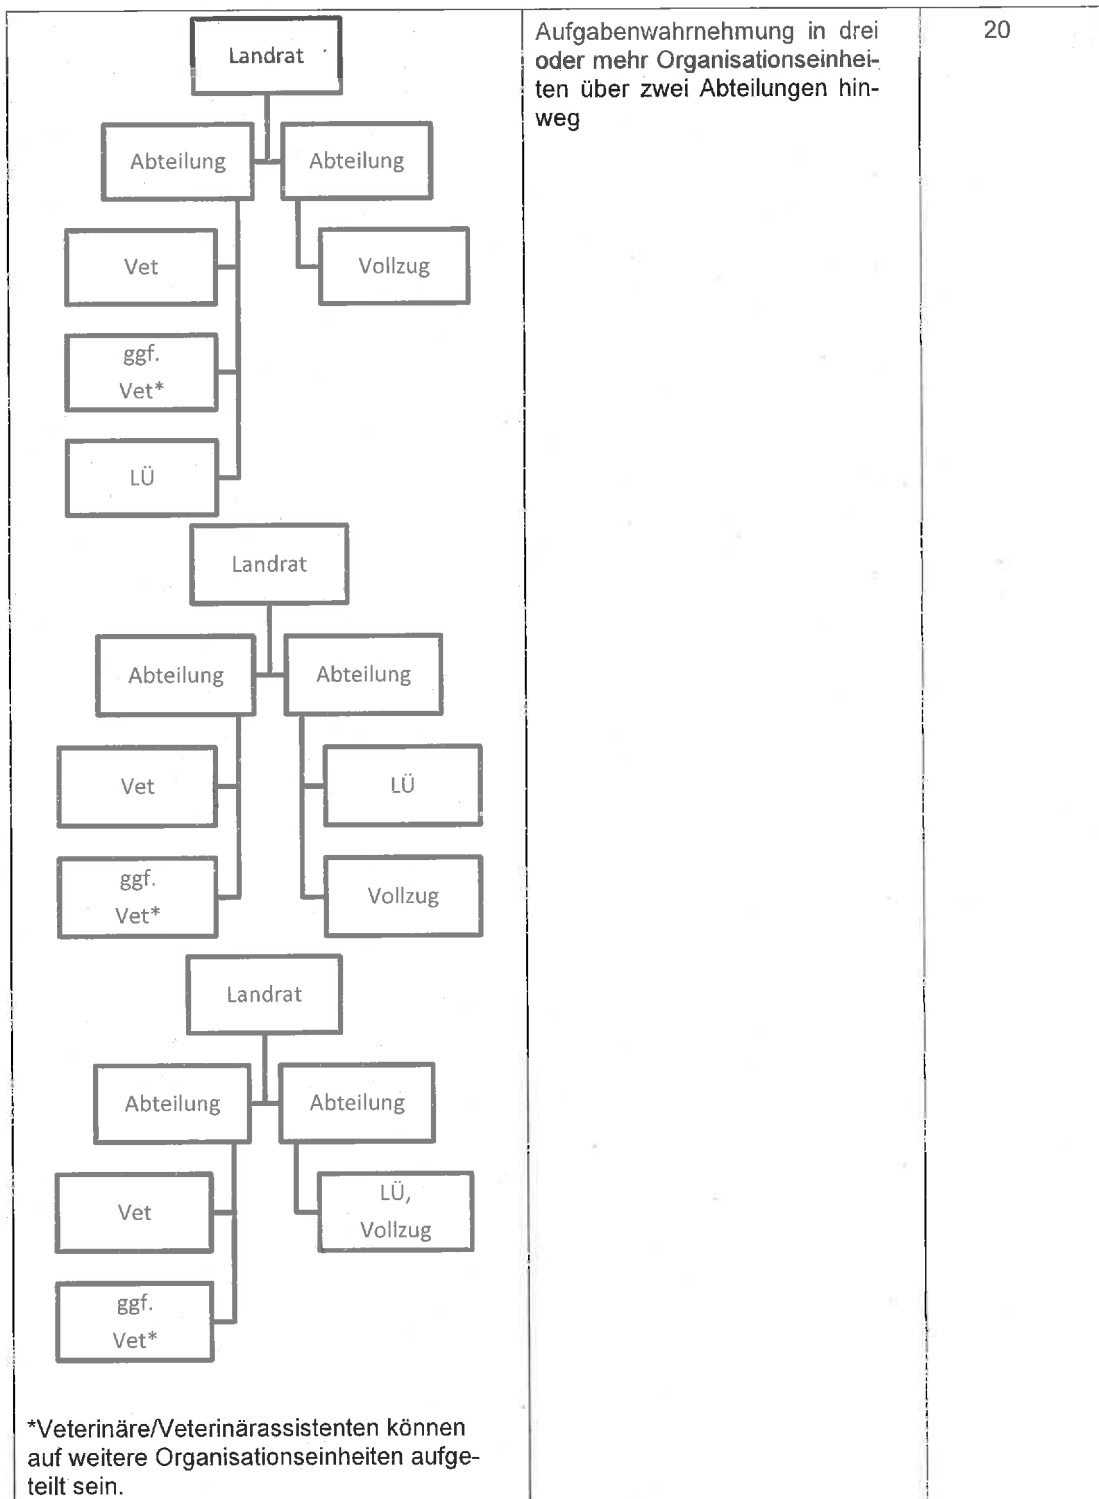 Landrat
Abteilung
Abteilung
Vet
Vollzug
ggf.
Vet*
LÜ
Landrat
Abteilung
Abteilung
Vet
LÜ
ggf.
Vet*
Vollzug
Landrat
Abteilung
Abteilung
Vet
LÜ,
Vollzug
ggf.
Vet*
*Veterinäre/Veterinärassistenten können
auf weitere Organisationseinheiten aufge-
teilt sein.
Aufgabenwahrnehmung in drei
oder mehr Organisationseinhei-
ten über zwei Abteilungen hin-
weg
20